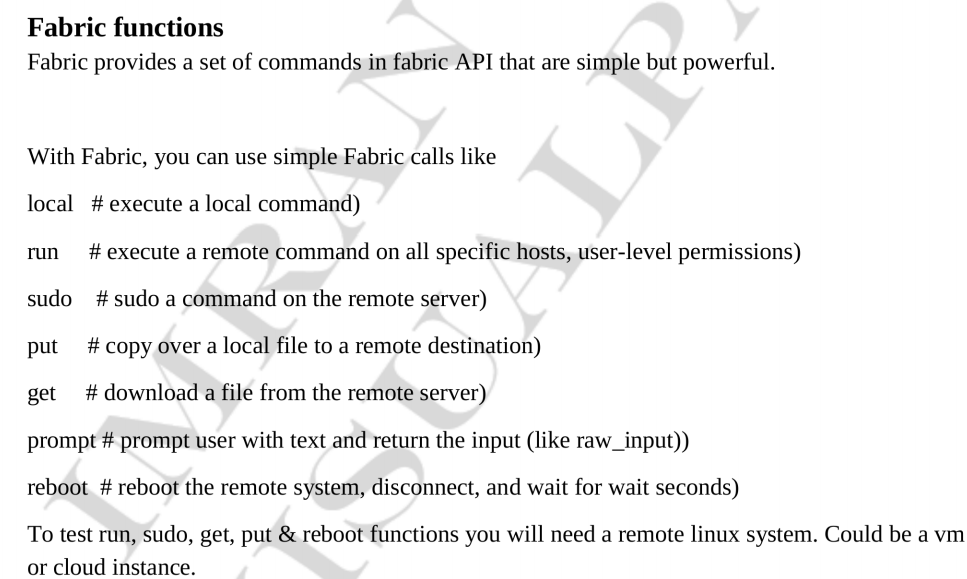 Fabric functions
Fabric provides a set of commands in fabric API that are simple but powerful.
With Fabric, you can use simple Fabric calls like
local # execute a local command)
run # execute a remote command on all specific hosts, user-level permissions)
sudo # sudo a command on the remote server)
put # copy over a local file to a remote destination)
get # download a file from the remote server)
prompt # prompt user with text and return the input (like raw_input))
reboot # reboot the remote system, disconnect, and wait for wait seconds)
To test run, sudo, get, put & reboot functions you will need a remote linux system. Could be a vm
or cloud instance.
IMRAN